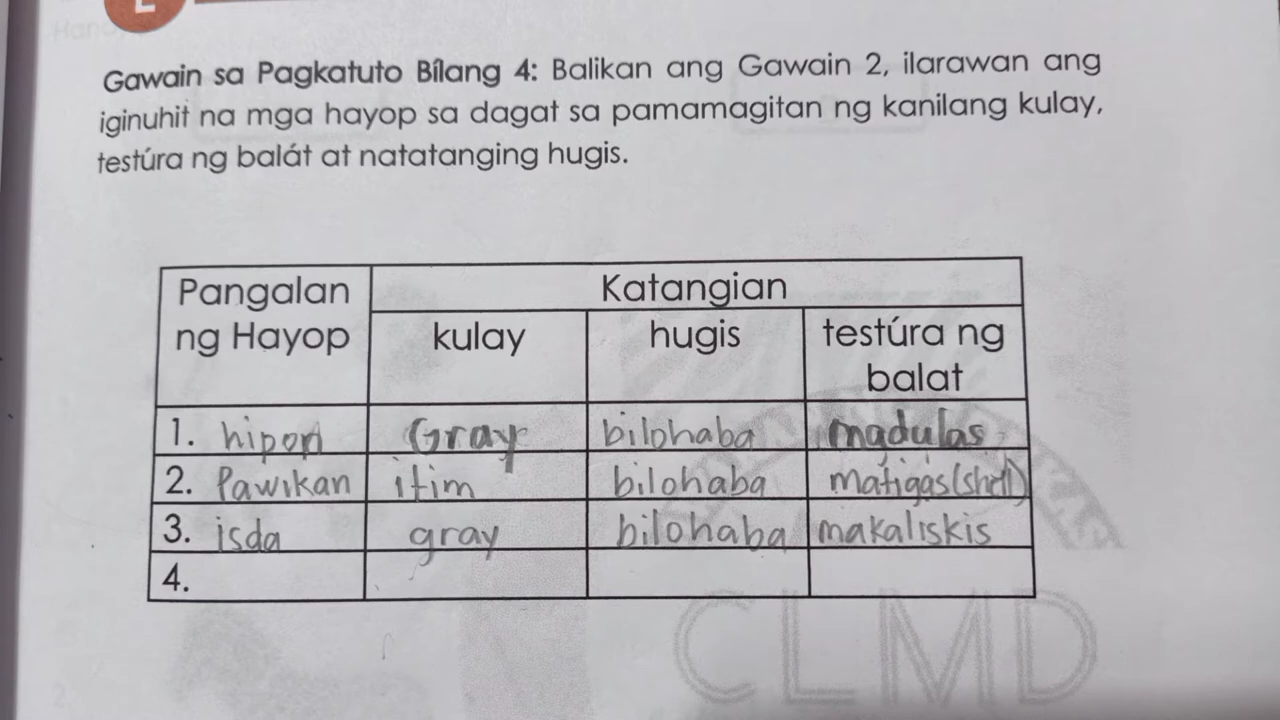 L
Gawain sa Pagkatuto Bílang 4: Balikan ang Gawain 2, ilarawan ang
iginuhit na mga hayop sa dagat sa pamamagitan ng kanilang kulay,
testúra ng balát at natatanging hugis.
Pangalan ng Hayop
Katangian
kulay
hugis
testúra ng balat
1. hipon Gray bilohaba madulas
2. Pawikan itim bilohaba matigas(shell)
3. isda gray bilohaba makaliskis
4.
CLMD